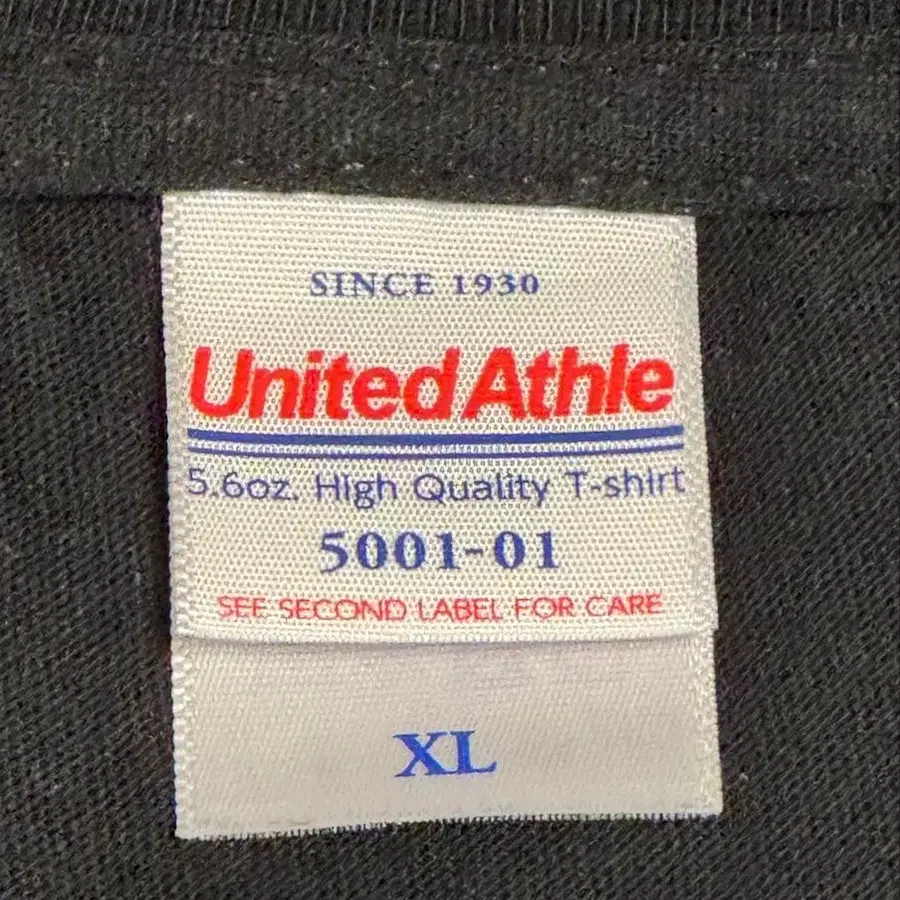 SINCE 1930
United Athle
5.6oz. High Quality T-shirt
5001-01
SEE SECOND LABEL FOR CARE
XL